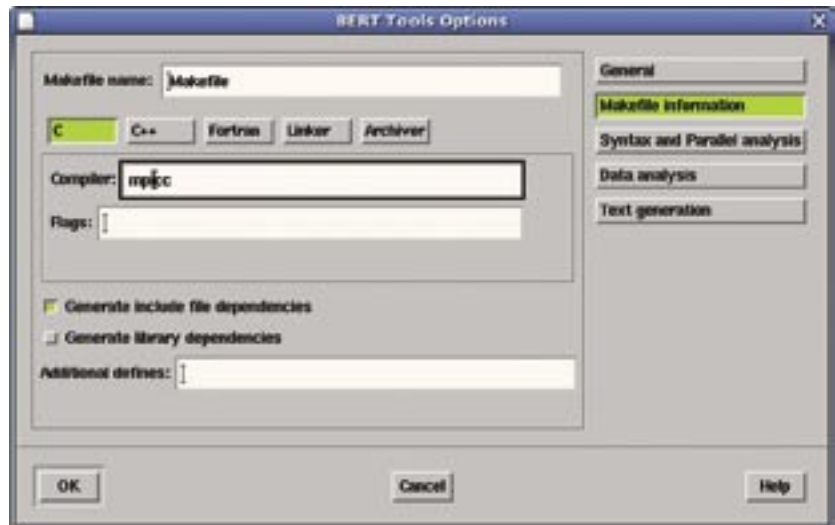 BERT Tools Options
Makefile name: Makefile
C C++ Fortran Linker Archiver
Compiler: mpicc
Flags:
Generate include file dependencies
Generate library dependencies
Additional defines:
General
Makefile information
Syntax and Parallel analysis
Data analysis
Text generation
OK Cancel Help